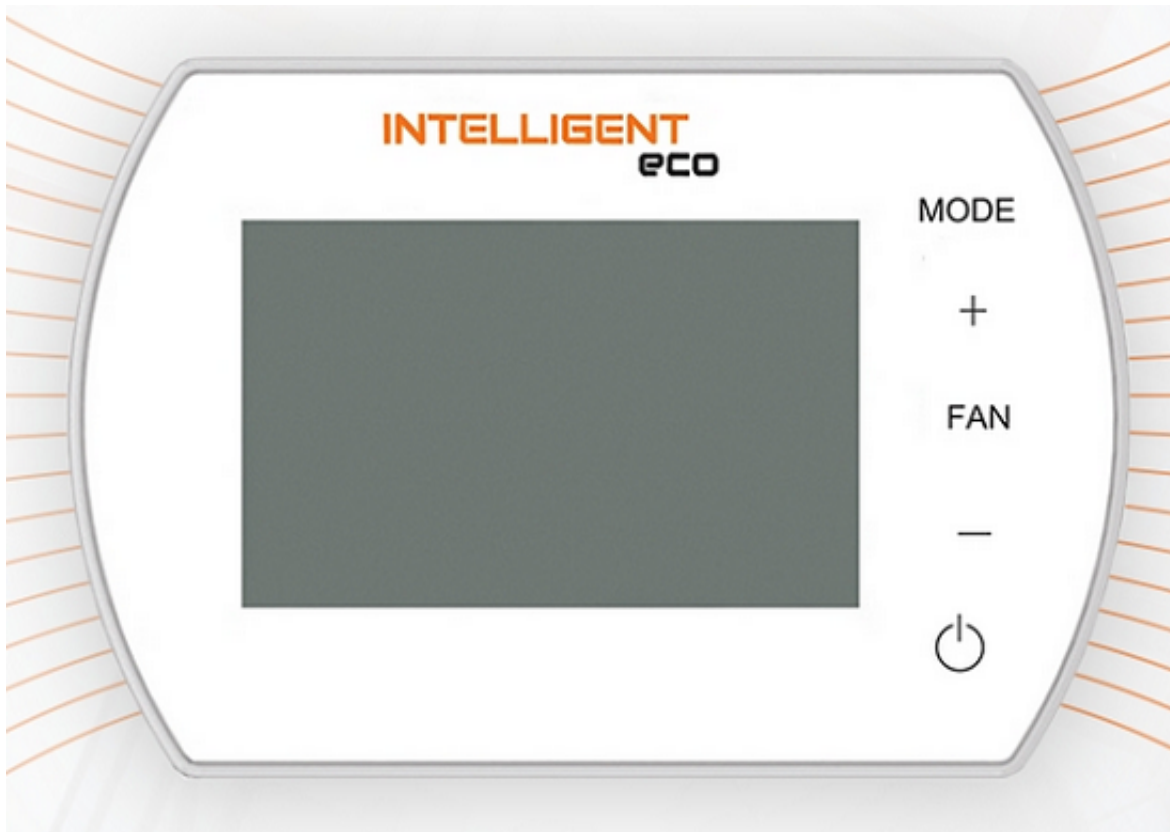 INTELLIGENT
eco
MODE
+
FAN
−